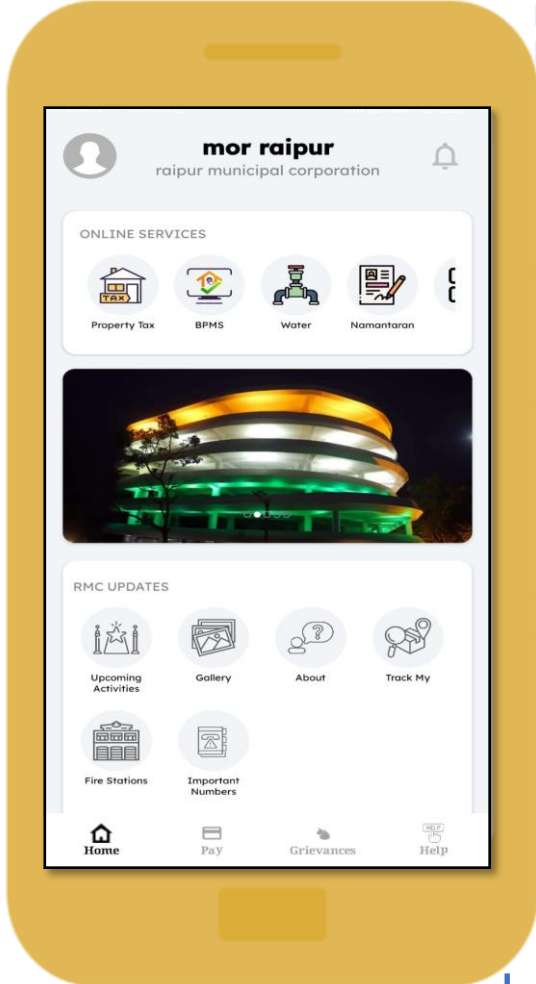 mor raipur
raipur municipal corporation
ONLINE SERVICES
TAX
Property Tax
BPMS
Water
Namantaran
RMC UPDATES
Upcoming
Activities
Gallery
About
Track My
Fire Stations
Important
Numbers
Home
Pay
Grievances
HELP
Help